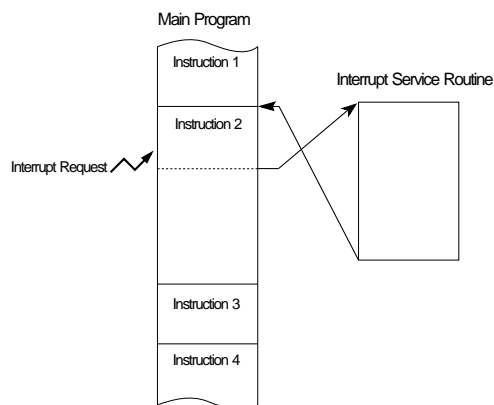 Main Program
Instruction 1
Interrupt Service Routine
Instruction 2
Interrupt Request
Instruction 3
Instruction 4